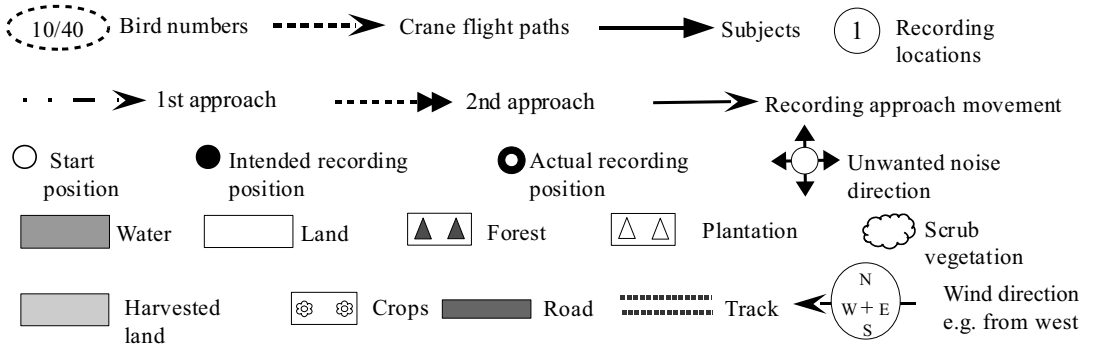 10/40 Bird numbers Crane flight paths Subjects 1 Recording
locations
1st approach 2nd approach Recording approach movement
Start
position
Intended recording
position
Actual recording
position
Unwanted noise
direction
Water Land Forest Plantation Scrub
vegetation
Harvested
land
Crops Road Track
N
W + E
S
Wind direction
e.g. from west